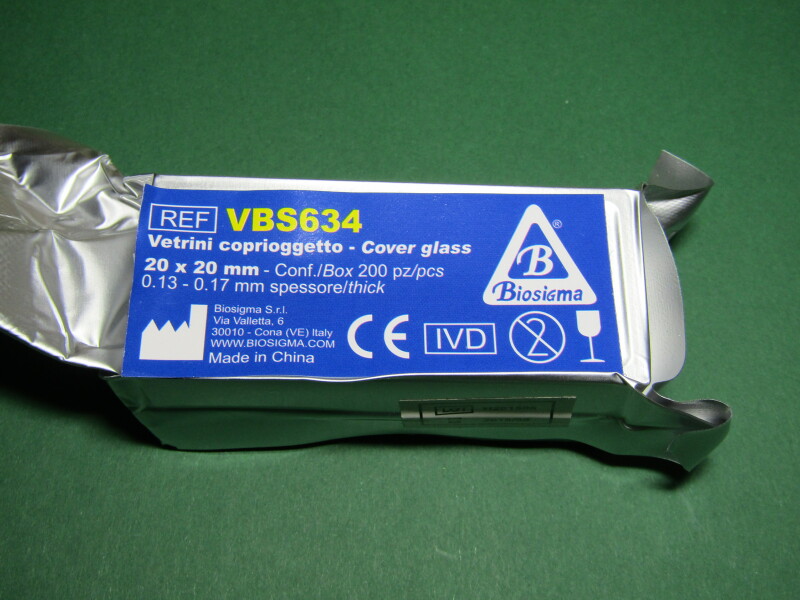 REF VBS634
Vetrini coprioggetto - Cover glass
20 x 20 mm - Conf./Box 200 pz/pcs
0.13 - 0.17 mm spessore/thick
B
®
Biosigma
Biosigma S.r.l.
Via Valletta, 6
30010 - Cona (VE) Italy
WWW.BIOSIGMA.COM
Made in China
CE
IVD
2
LOT